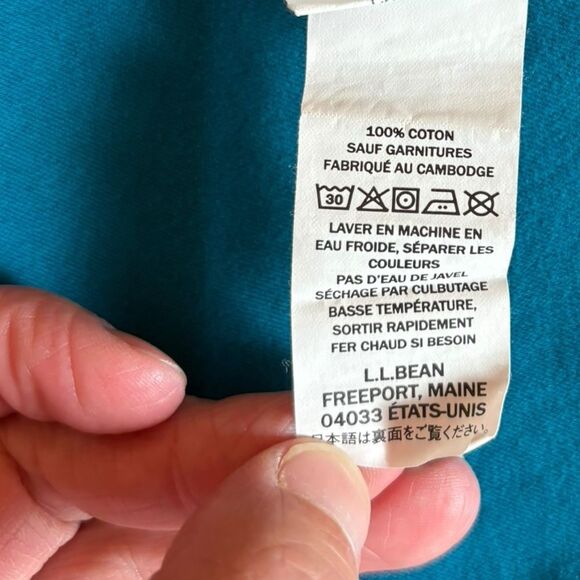 100% COTON
SAUF GARNITURES
FABRIQUÉ AU CAMBODGE
30
LAVER EN MACHINE EN
EAU FROIDE, SÉPARER LES
COULEURS
PAS D'EAU DE JAVEL
SÉCHAGE PAR CULBUTAGE
BASSE TEMPÉRATURE,
SORTIR RAPIDEMENT
FER CHAUD SI BESOIN
L.L.BEAN
FREEPORT, MAINE
04033 ÉTATS-UNIS
日本語は裏面をご覧ください。